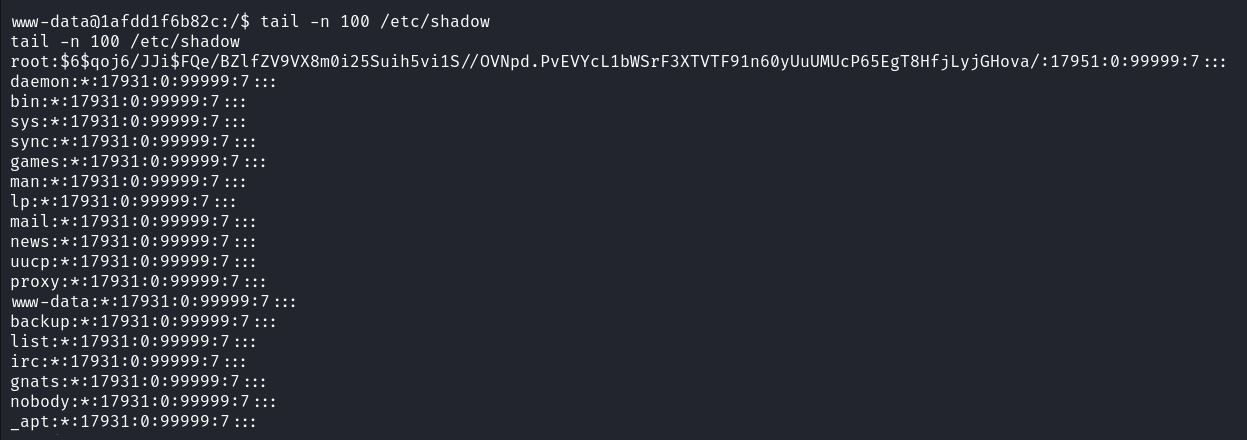 www-data@1afdd1f6b82c:/$ tail -n 100 /etc/shadow
tail -n 100 /etc/shadow
root:$6$qoj6/JJi$FQe/BZlfZV9VX8m0i25Suih5vi1S//OVNpd.PvEVYcL1bWSrF3XTVTF91n60yUuUMUcP65EgT8HfjLyjGHova/:17951:0:99999:7:::
daemon:*:17931:0:99999:7:::
bin:*:17931:0:99999:7:::
sys:*:17931:0:99999:7:::
sync:*:17931:0:99999:7:::
games:*:17931:0:99999:7:::
man:*:17931:0:99999:7:::
lp:*:17931:0:99999:7:::
mail:*:17931:0:99999:7:::
news:*:17931:0:99999:7:::
uucp:*:17931:0:99999:7:::
proxy:*:17931:0:99999:7:::
www-data:*:17931:0:99999:7:::
backup:*:17931:0:99999:7:::
list:*:17931:0:99999:7:::
irc:*:17931:0:99999:7:::
gnats:*:17931:0:99999:7:::
nobody:*:17931:0:99999:7:::
_apt:*:17931:0:99999:7:::